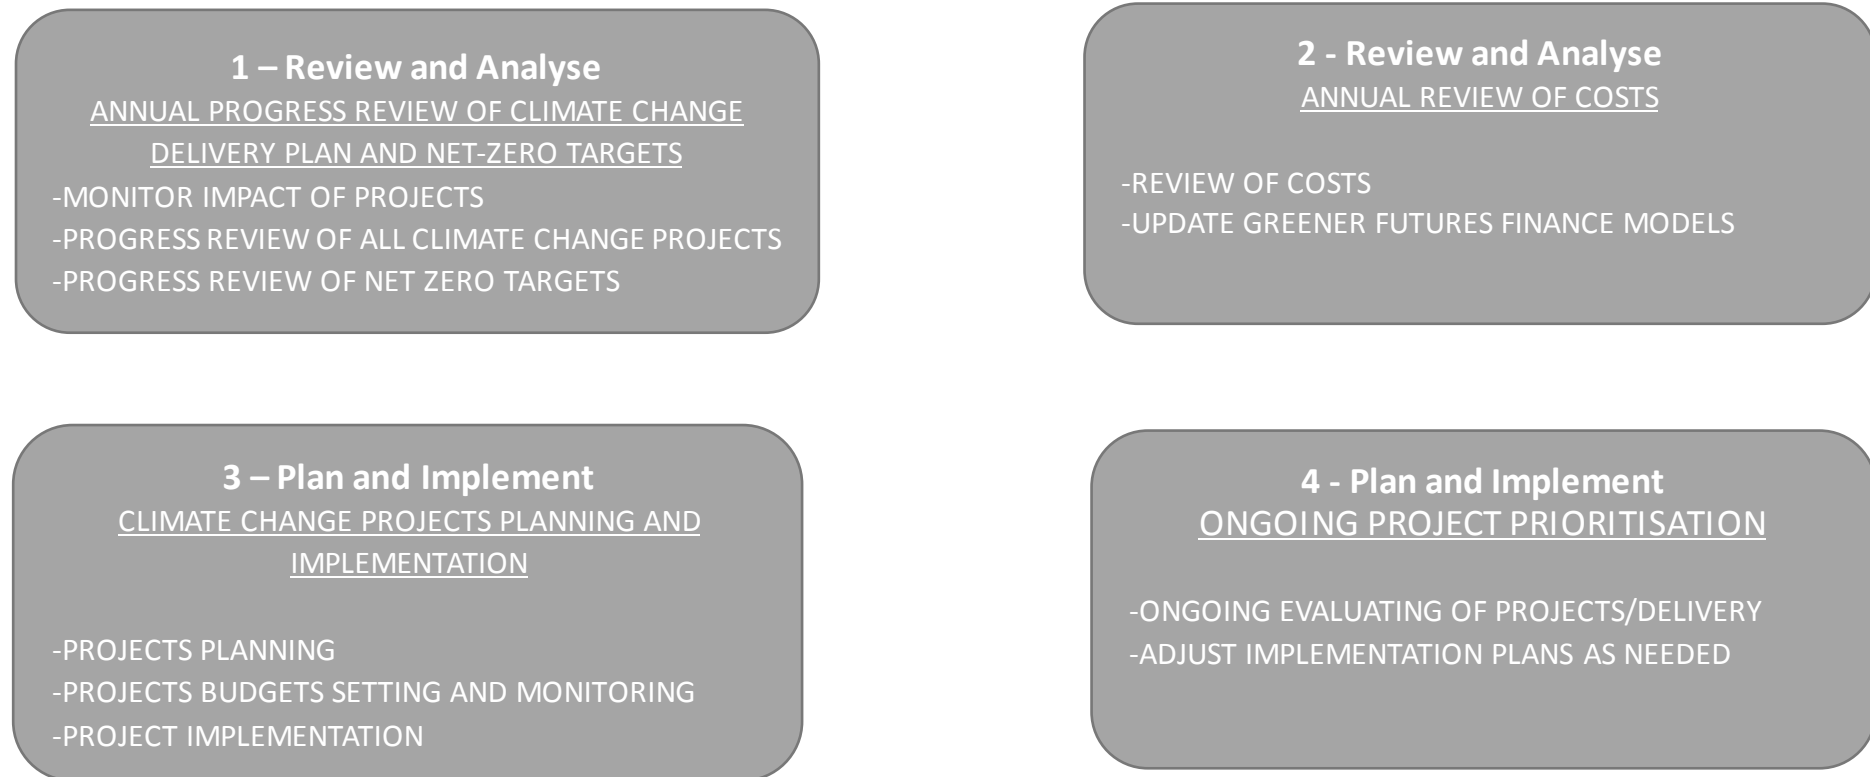 1 – Review and Analyse
ANNUAL PROGRESS REVIEW OF CLIMATE CHANGE
DELIVERY PLAN AND NET-ZERO TARGETS
-MONITOR IMPACT OF PROJECTS
-PROGRESS REVIEW OF ALL CLIMATE CHANGE PROJECTS
-PROGRESS REVIEW OF NET ZERO TARGETS
2 - Review and Analyse
ANNUAL REVIEW OF COSTS
-REVIEW OF COSTS
-UPDATE GREENER FUTURES FINANCE MODELS
3 – Plan and Implement
CLIMATE CHANGE PROJECTS PLANNING AND
IMPLEMENTATION
-PROJECTS PLANNING
-PROJECTS BUDGETS SETTING AND MONITORING
-PROJECT IMPLEMENTATION
4 - Plan and Implement
ONGOING PROJECT PRIORITISATION
-ONGOING EVALUATING OF PROJECTS/DELIVERY
-ADJUST IMPLEMENTATION PLANS AS NEEDED